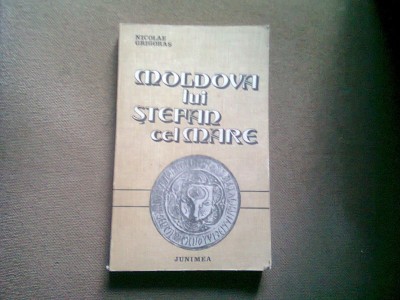 NICOLAE
GRIGORAȘ
MOLDOVA
lui
ȘTEFAN
cel MARE
JUNIMEA